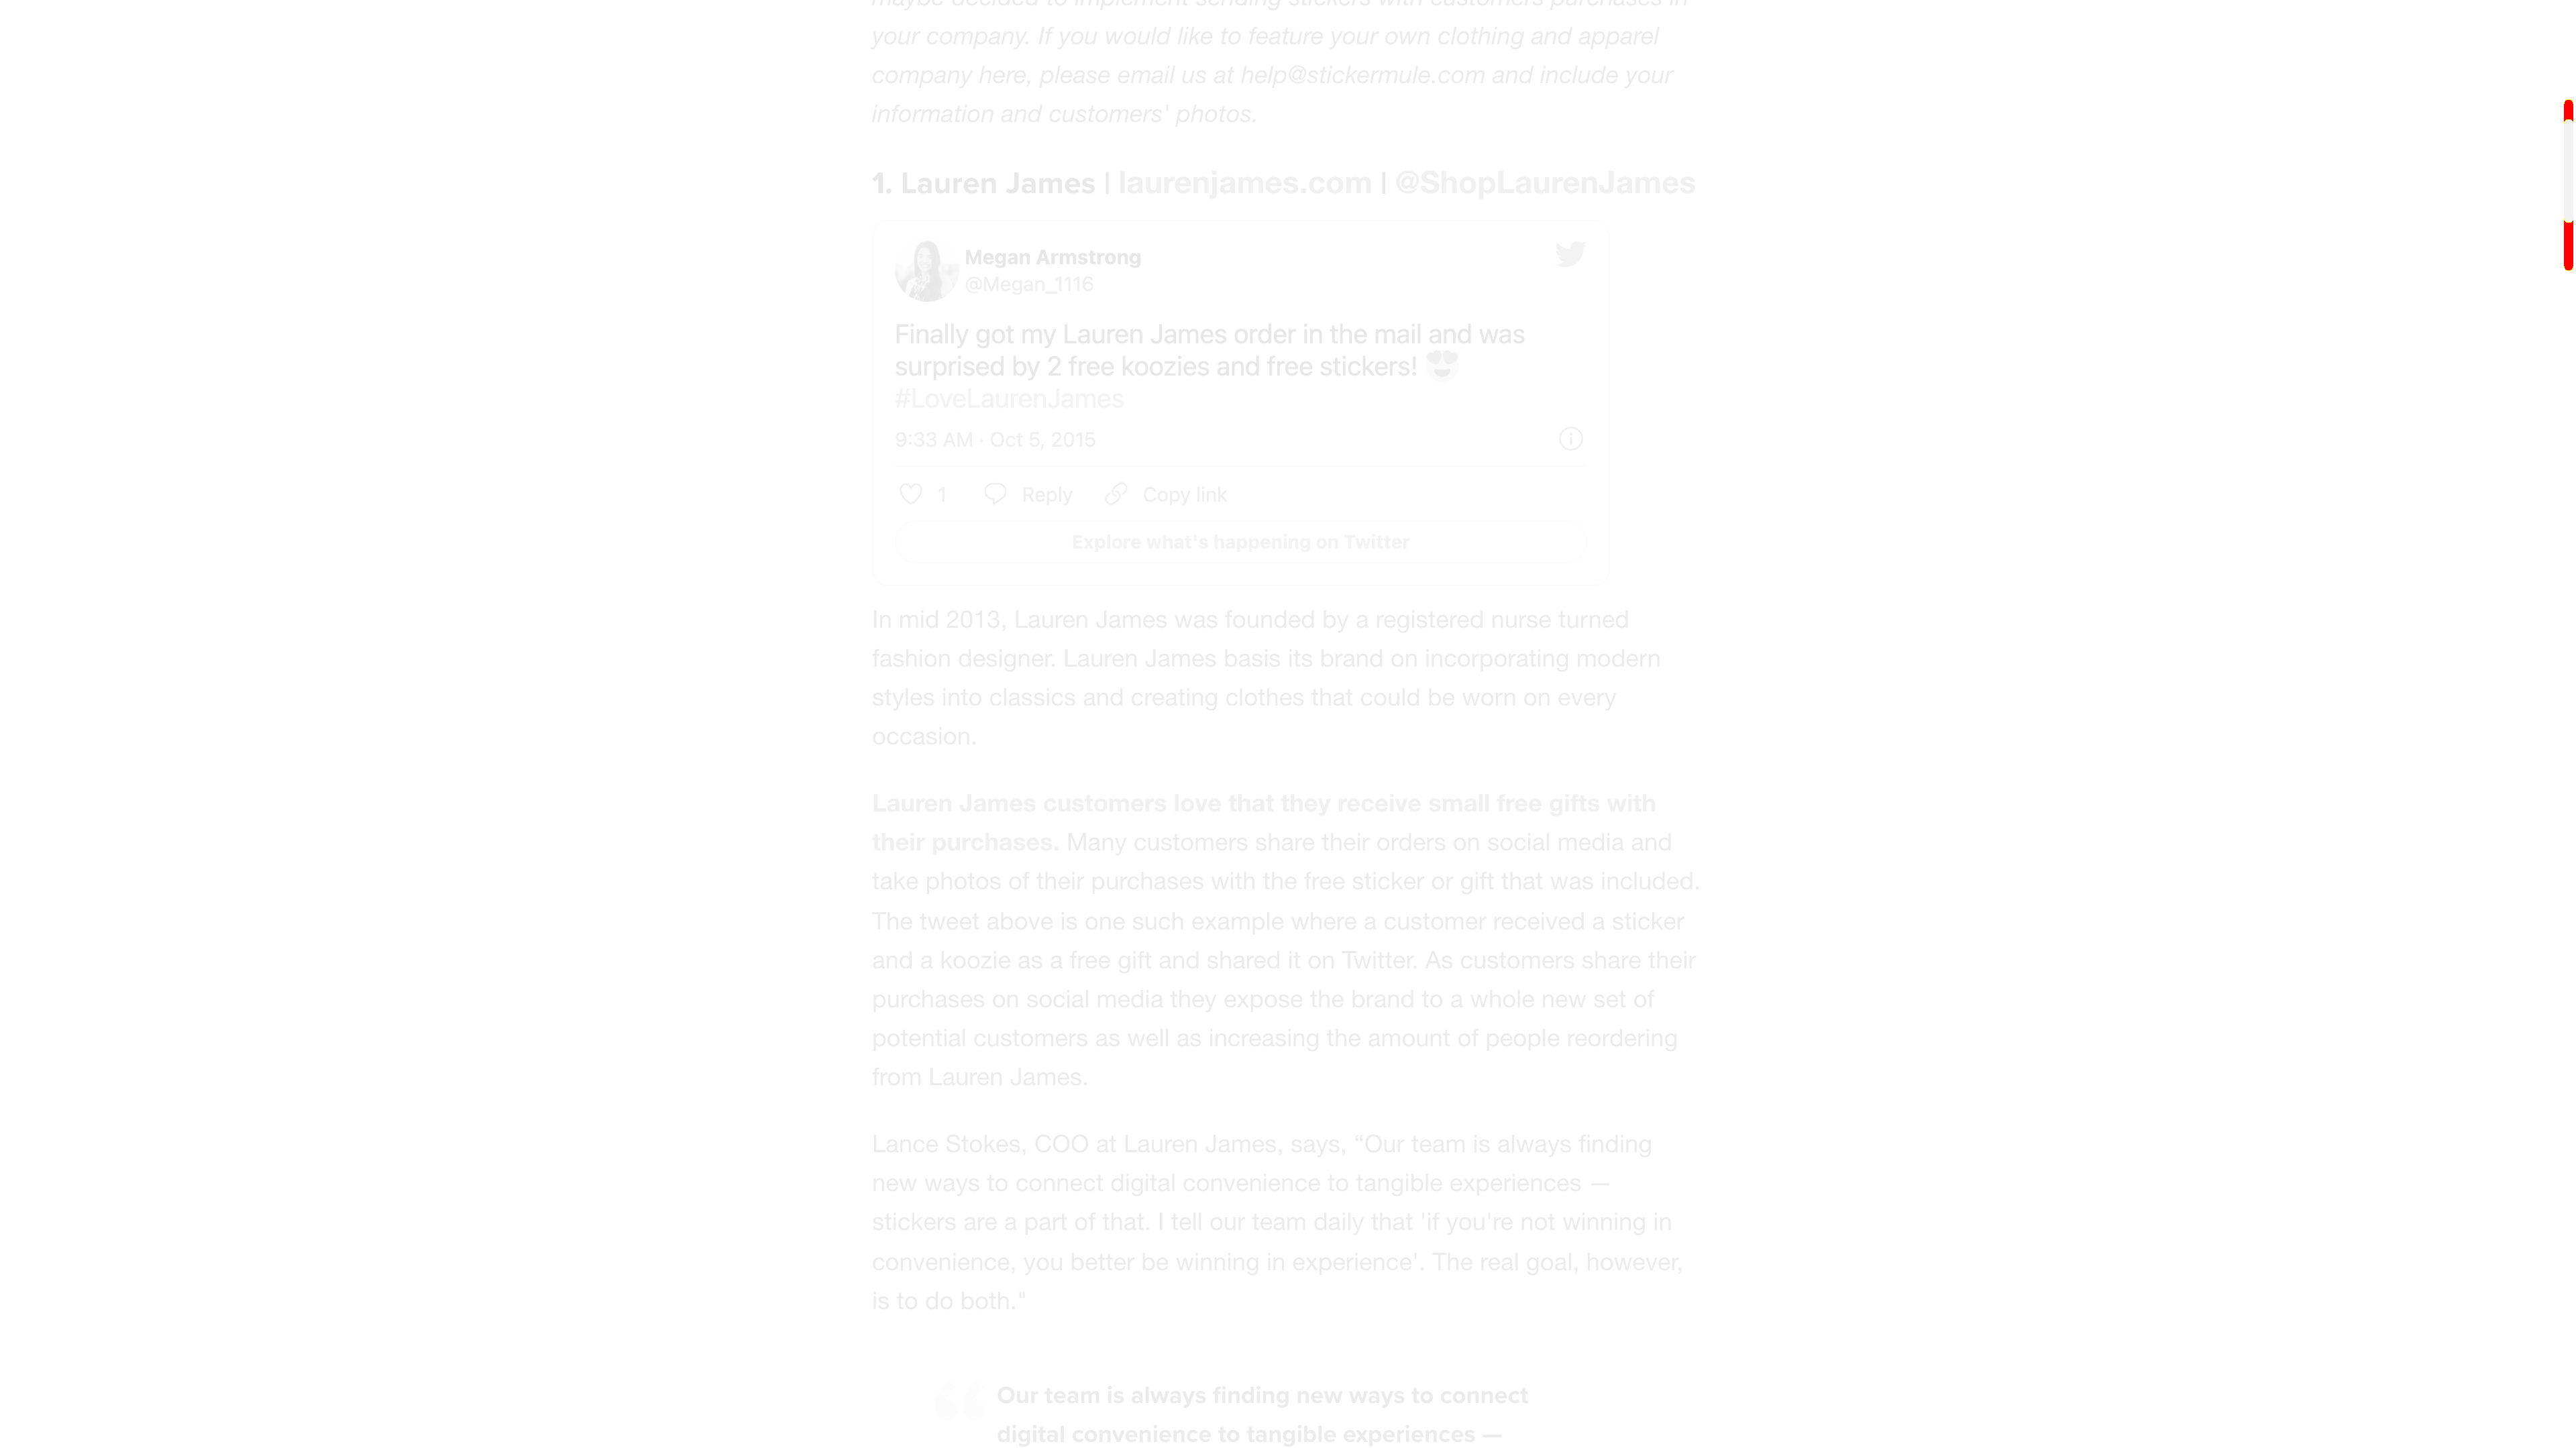 maybe decided to implement sending stickers with customers purchases in
your company. If you would like to feature your own clothing and apparel
company here, please email us at help@stickermule.com and include your
information and customers' photos.
1. Lauren James | laurenjames.com | @ShopLaurenJames
Megan Armstrong
@Megan_1116
Finally got my Lauren James order in the mail and was
surprised by 2 free koozies and free stickers! 😍
#LoveLaurenJames
9:33 AM · Oct 5, 2015
1 Reply Copy link
Explore what's happening on Twitter
In mid 2013, Lauren James was founded by a registered nurse turned
fashion designer. Lauren James basis its brand on incorporating modern
styles into classics and creating clothes that could be worn on every
occasion.
Lauren James customers love that they receive small free gifts with
their purchases. Many customers share their orders on social media and
take photos of their purchases with the free sticker or gift that was included.
The tweet above is one such example where a customer received a sticker
and a koozie as a free gift and shared it on Twitter. As customers share their
purchases on social media they expose the brand to a whole new set of
potential customers as well as increasing the amount of people reordering
from Lauren James.
Lance Stokes, COO at Lauren James, says, “Our team is always finding
new ways to connect digital convenience to tangible experiences —
stickers are a part of that. I tell our team daily that 'if you're not winning in
convenience, you better be winning in experience'. The real goal, however,
is to do both."
Our team is always finding new ways to connect
digital convenience to tangible experiences —